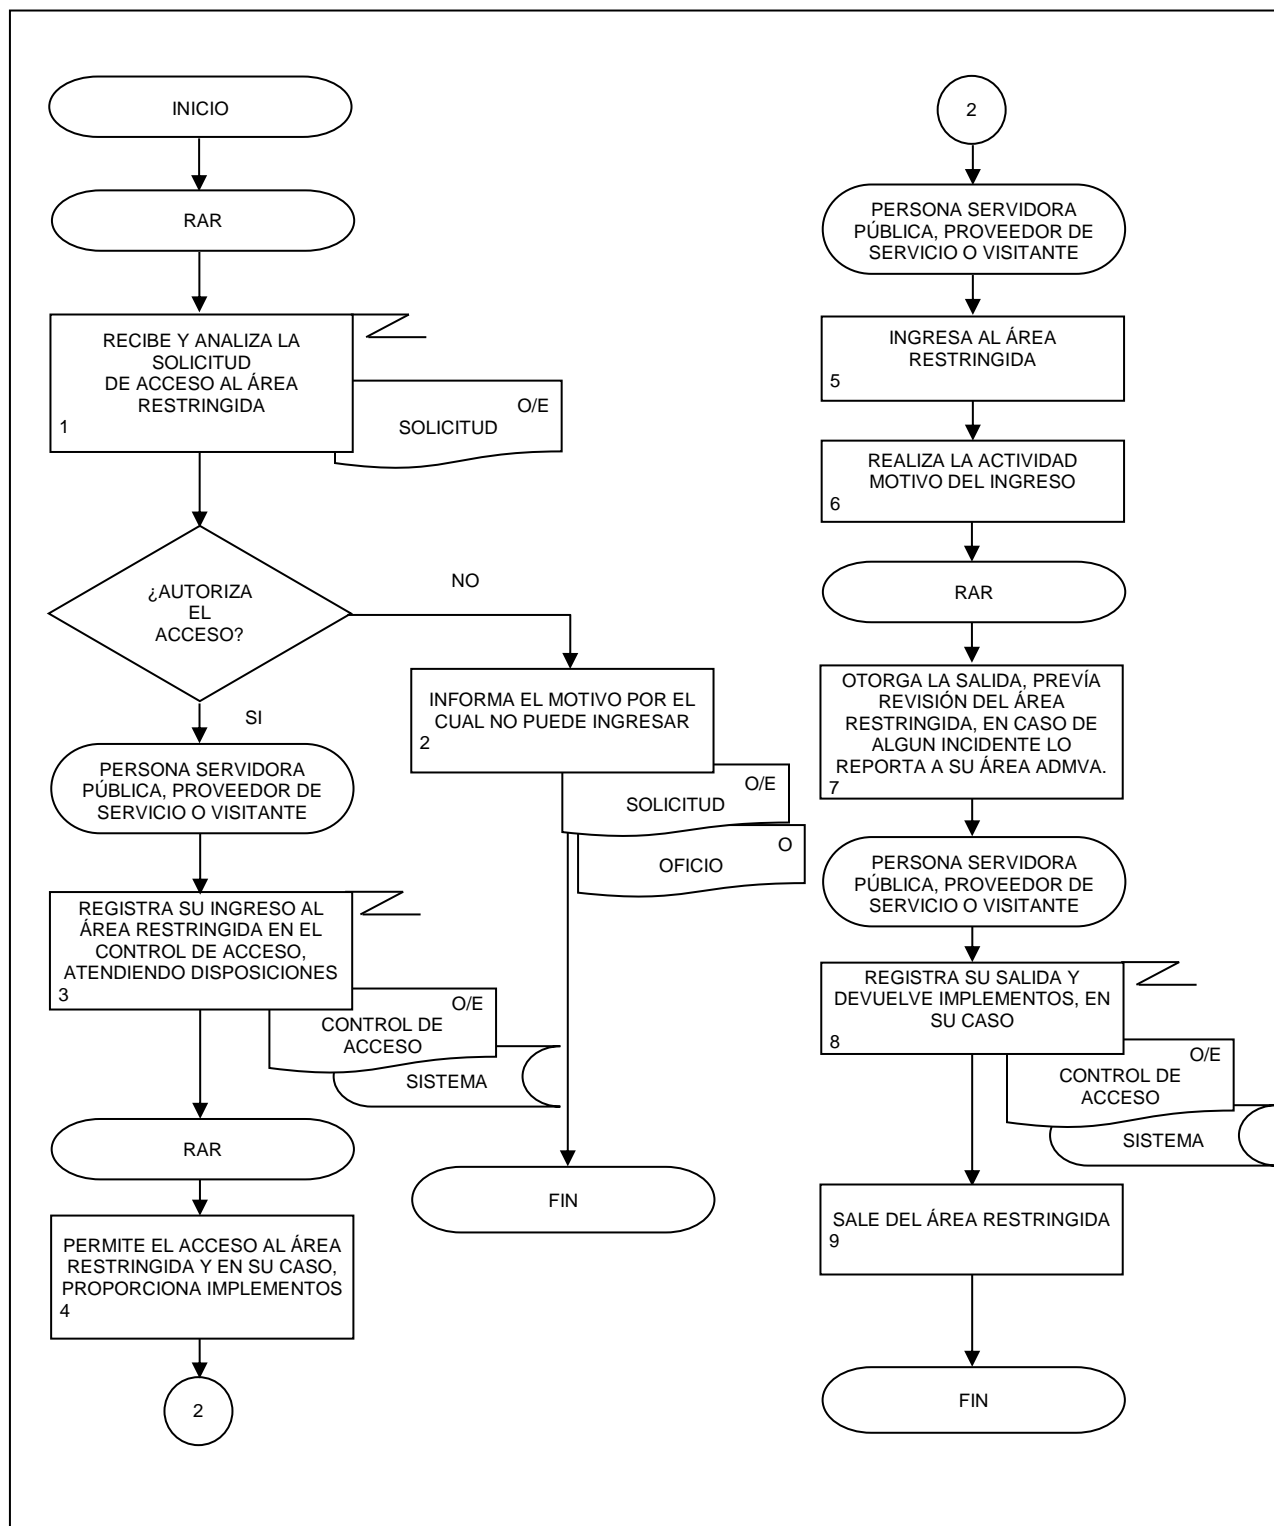 INICIO
RAR
RECIBE Y ANALIZA LA
SOLICITUD
DE ACCESO AL ÁREA
RESTRINGIDA
1
O/E
SOLICITUD
¿AUTORIZA
EL
ACCESO?
NO
SI
INFORMA EL MOTIVO POR EL
CUAL NO PUEDE INGRESAR
2
O/E
SOLICITUD
O
OFICIO
FIN
PERSONA SERVIDORA
PÚBLICA, PROVEEDOR DE
SERVICIO O VISITANTE
REGISTRA SU INGRESO AL
ÁREA RESTRINGIDA EN EL
CONTROL DE ACCESO,
ATENDIENDO DISPOSICIONES
3
O/E
CONTROL DE
ACCESO
SISTEMA
RAR
PERMITE EL ACCESO AL ÁREA
RESTRINGIDA Y EN SU CASO,
PROPORCIONA IMPLEMENTOS
4
2
2
PERSONA SERVIDORA
PÚBLICA, PROVEEDOR DE
SERVICIO O VISITANTE
INGRESA AL ÁREA
RESTRINGIDA
5
REALIZA LA ACTIVIDAD
MOTIVO DEL INGRESO
6
RAR
OTORGA LA SALIDA, PREVÍA
REVISIÓN DEL ÁREA
RESTRINGIDA, EN CASO DE
ALGUN INCIDENTE LO
REPORTA A SU ÁREA ADMVA.
7
PERSONA SERVIDORA
PÚBLICA, PROVEEDOR DE
SERVICIO O VISITANTE
REGISTRA SU SALIDA Y
DEVUELVE IMPLEMENTOS, EN
SU CASO
8
O/E
CONTROL DE
ACCESO
SISTEMA
SALE DEL ÁREA RESTRINGIDA
9
FIN